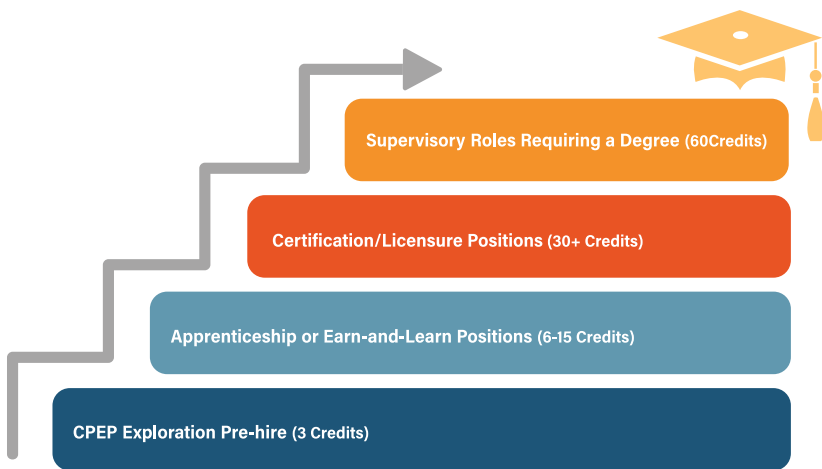 Supervisory Roles Requiring a Degree (60Credits)
Certification/Licensure Positions (30+ Credits)
Apprenticeship or Earn-and-Learn Positions (6-15 Credits)
CPEP Exploration Pre-hire (3 Credits)